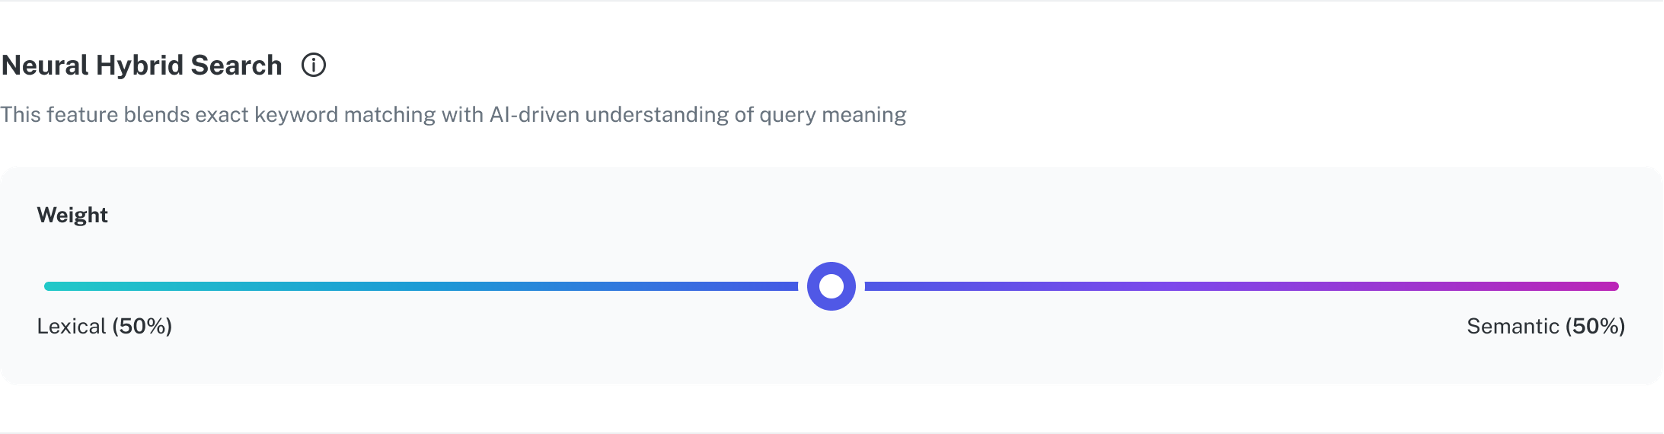 Neural Hybrid Search
This feature blends exact keyword matching with AI-driven understanding of query meaning
Weight
Lexical (50%)
Semantic (50%)